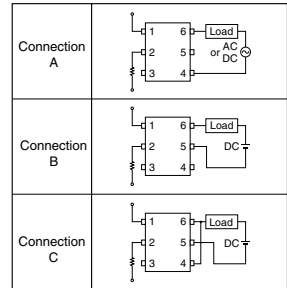 Connection
A
1 6 Load
2 5 or AC
DC
3 4
Connection
B
1 6 Load
2 5 DC
3 4
Connection
C
1 6 Load
2 5 DC
3 4